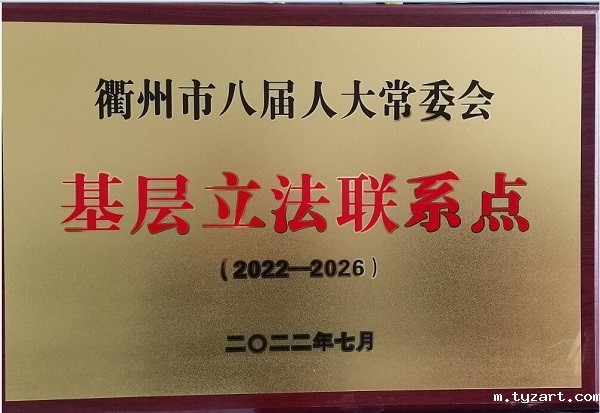 衢州市八届人大常委会
基层立法联系点
（2022—2026）
二〇二二年七月
m.tyzart.com